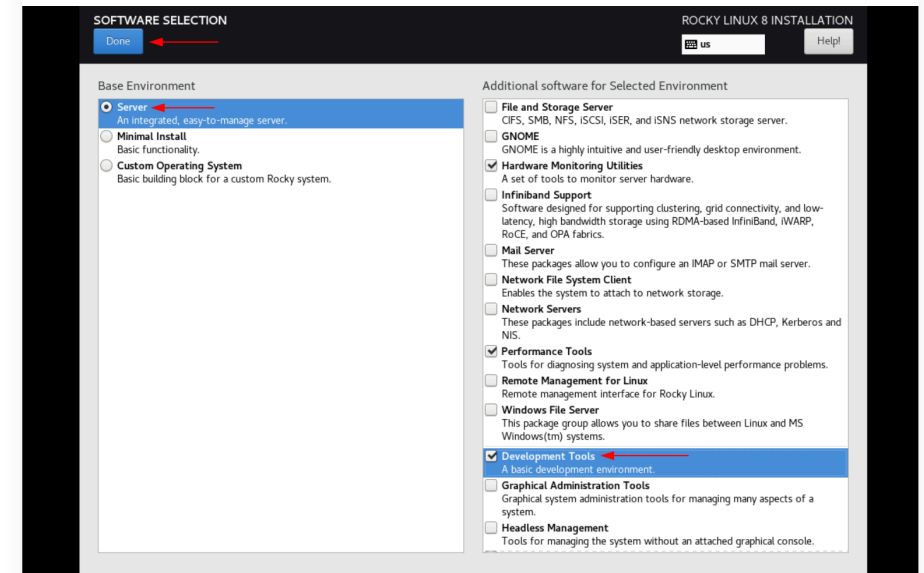 SOFTWARE SELECTION
ROCKY LINUX 8 INSTALLATION
Done
us
Help!
Base Environment
Server
An integrated, easy-to-manage server.
Minimal Install
Basic functionality.
Custom Operating System
Basic building block for a custom Rocky system.
Additional software for Selected Environment
File and Storage Server
CIFS, SMB, NFS, iSCSI, iSER, and iSNS network storage server.
GNOME
GNOME is a highly intuitive and user-friendly desktop environment.
Hardware Monitoring Utilities
A set of tools to monitor server hardware.
Infiniband Support
Software designed for supporting clustering, grid connectivity, and low-
latency, high bandwidth storage using RDMA-based InfiniBand, iWARP,
RoCE, and OPA fabrics.
Mail Server
These packages allow you to configure an IMAP or SMTP mail server.
Network File System Client
Enables the system to attach to network storage.
Network Servers
These packages include network-based servers such as DHCP, Kerberos and
NIS.
Performance Tools
Tools for diagnosing system and application-level performance problems.
Remote Management for Linux
Remote management interface for Rocky Linux.
Windows File Server
This package group allows you to share files between Linux and MS
Windows(tm) systems.
Development Tools
A basic development environment.
Graphical Administration Tools
Graphical system administration tools for managing many aspects of a
system.
Headless Management
Tools for managing the system without an attached graphical console.